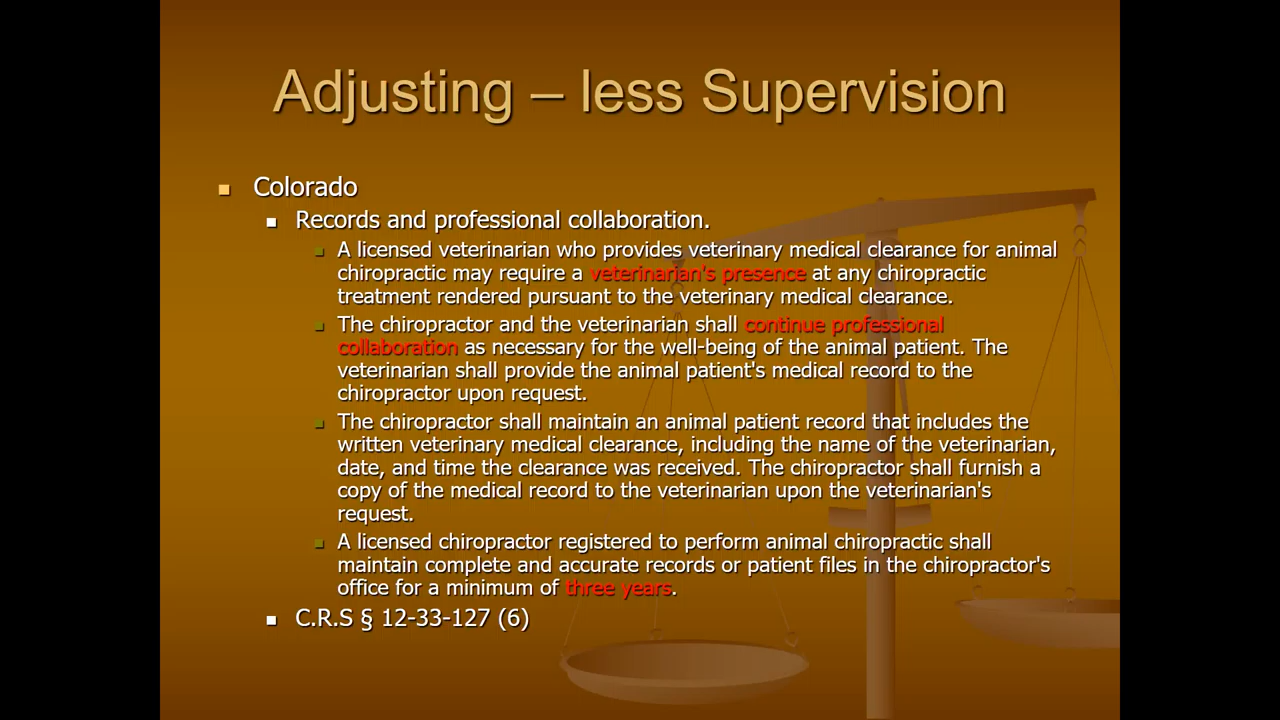 Adjusting – less Supervision
Colorado
Records and professional collaboration.
A licensed veterinarian who provides veterinary medical clearance for animal
chiropractic may require a veterinarian's presence at any chiropractic
treatment rendered pursuant to the veterinary medical clearance.
The chiropractor and the veterinarian shall continue professional
collaboration as necessary for the well-being of the animal patient. The
veterinarian shall provide the animal patient's medical record to the
chiropractor upon request.
The chiropractor shall maintain an animal patient record that includes the
written veterinary medical clearance, including the name of the veterinarian,
date, and time the clearance was received. The chiropractor shall furnish a
copy of the medical record to the veterinarian upon the veterinarian's
request.
A licensed chiropractor registered to perform animal chiropractic shall
maintain complete and accurate records or patient files in the chiropractor's
office for a minimum of three years.
C.R.S § 12-33-127 (6)